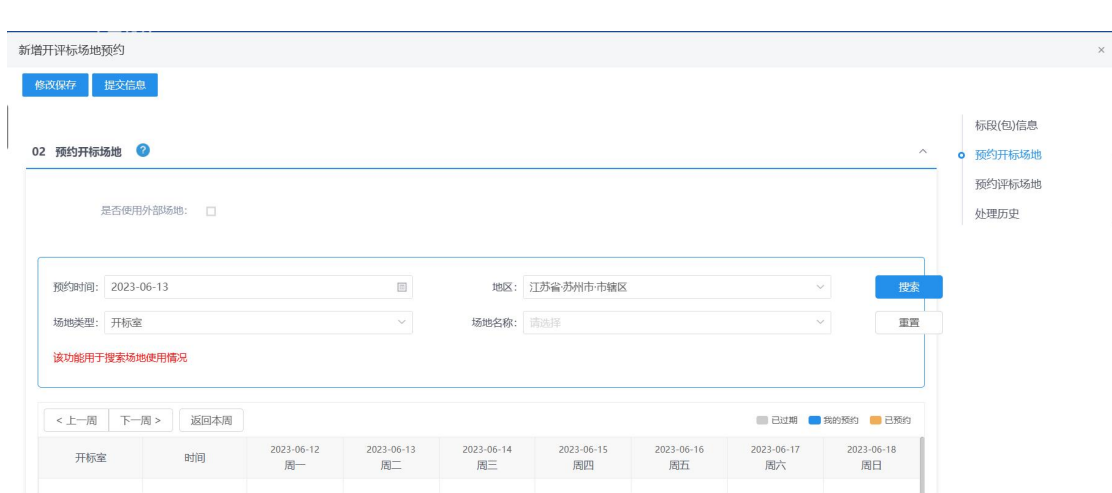 新增开评标场地预约
×
修改保存 提交信息
标段(包)信息
02 预约开标场地 ?
预约开标场地
预约评标场地
是否使用外部场地:
处理历史
预约时间: 2023-06-13 地区: 江苏省·苏州市·市辖区 搜索
场地类型: 开标室 场地名称: 请选择 重置
该功能用于搜索场地使用情况
< 上一周 下一周 > 返回本周 已过期 我的预约 已预约
开标室 时间 2023-06-12 2023-06-13 2023-06-14 2023-06-15 2023-06-16 2023-06-17 2023-06-18
周一 周二 周三 周四 周五 周六 周日